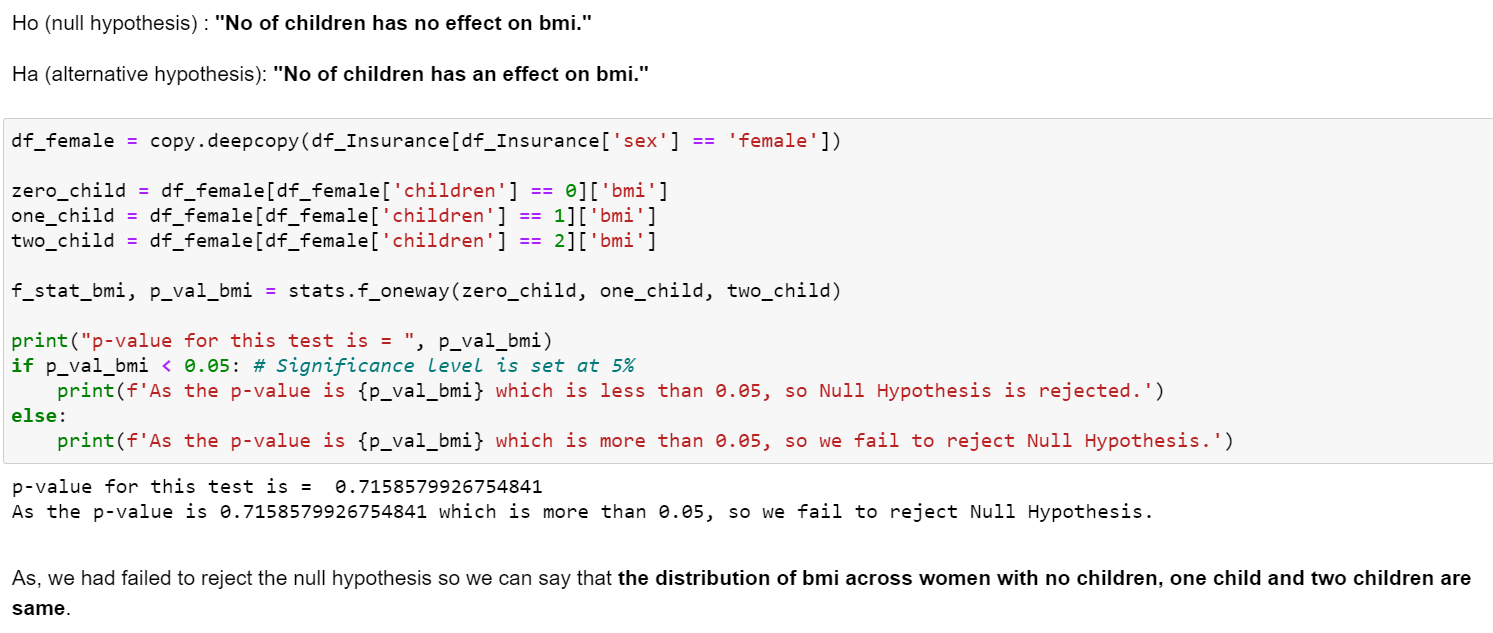 Ho (null hypothesis) : "No of children has no effect on bmi."
Ha (alternative hypothesis): "No of children has an effect on bmi."
df_female = copy.deepcopy(df_Insurance[df_Insurance['sex'] == 'female'])
zero_child = df_female[df_female['children'] == 0]['bmi']
one_child = df_female[df_female['children'] == 1]['bmi']
two_child = df_female[df_female['children'] == 2]['bmi']
f_stat_bmi, p_val_bmi = stats.f_oneway(zero_child, one_child, two_child)
print("p-value for this test is = ", p_val_bmi)
if p_val_bmi < 0.05: # Significance level is set at 5%
    print(f'As the p-value is {p_val_bmi} which is less than 0.05, so Null Hypothesis is rejected.')
else:
    print(f'As the p-value is {p_val_bmi} which is more than 0.05, so we fail to reject Null Hypothesis.')
p-value for this test is =  0.7158579926754841
As the p-value is 0.7158579926754841 which is more than 0.05, so we fail to reject Null Hypothesis.
As, we had failed to reject the null hypothesis so we can say that the distribution of bmi across women with no children, one child and two children are
same.